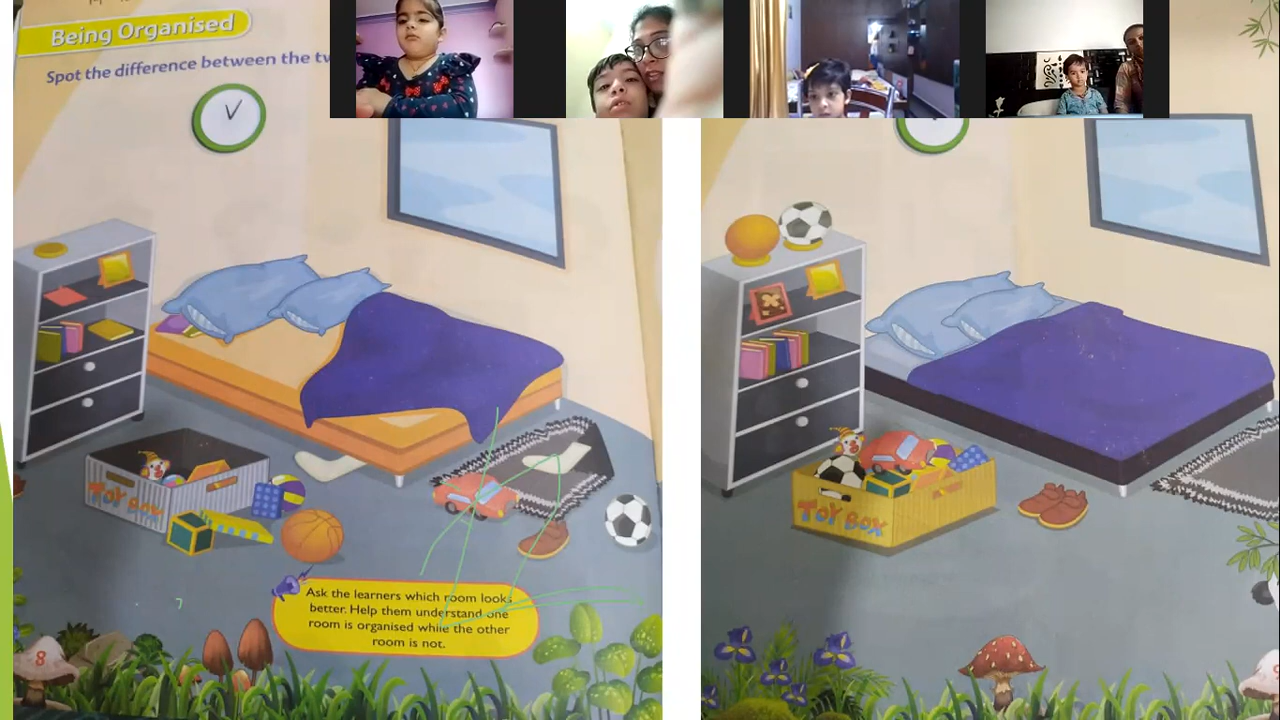 Being Organised
Spot the difference between the tw
TOY BOX
TOY BOX
Ask the learners which room looks
better. Help them understand one
room is organised while the other
room is not.
8